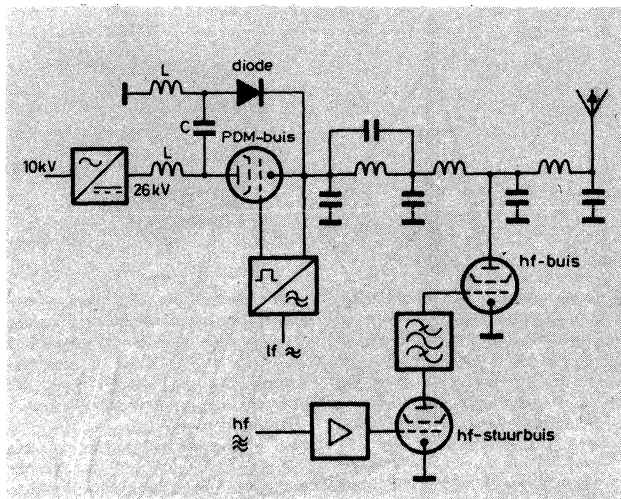 L
diode
C
PDM-buis
10kV
L
26kV
hf-buis
lf
hf
hf-stuurbuis